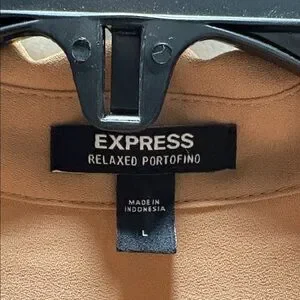 EXPRESS
RELAXED PORTOFINO
MADE IN
INDONESIA
L